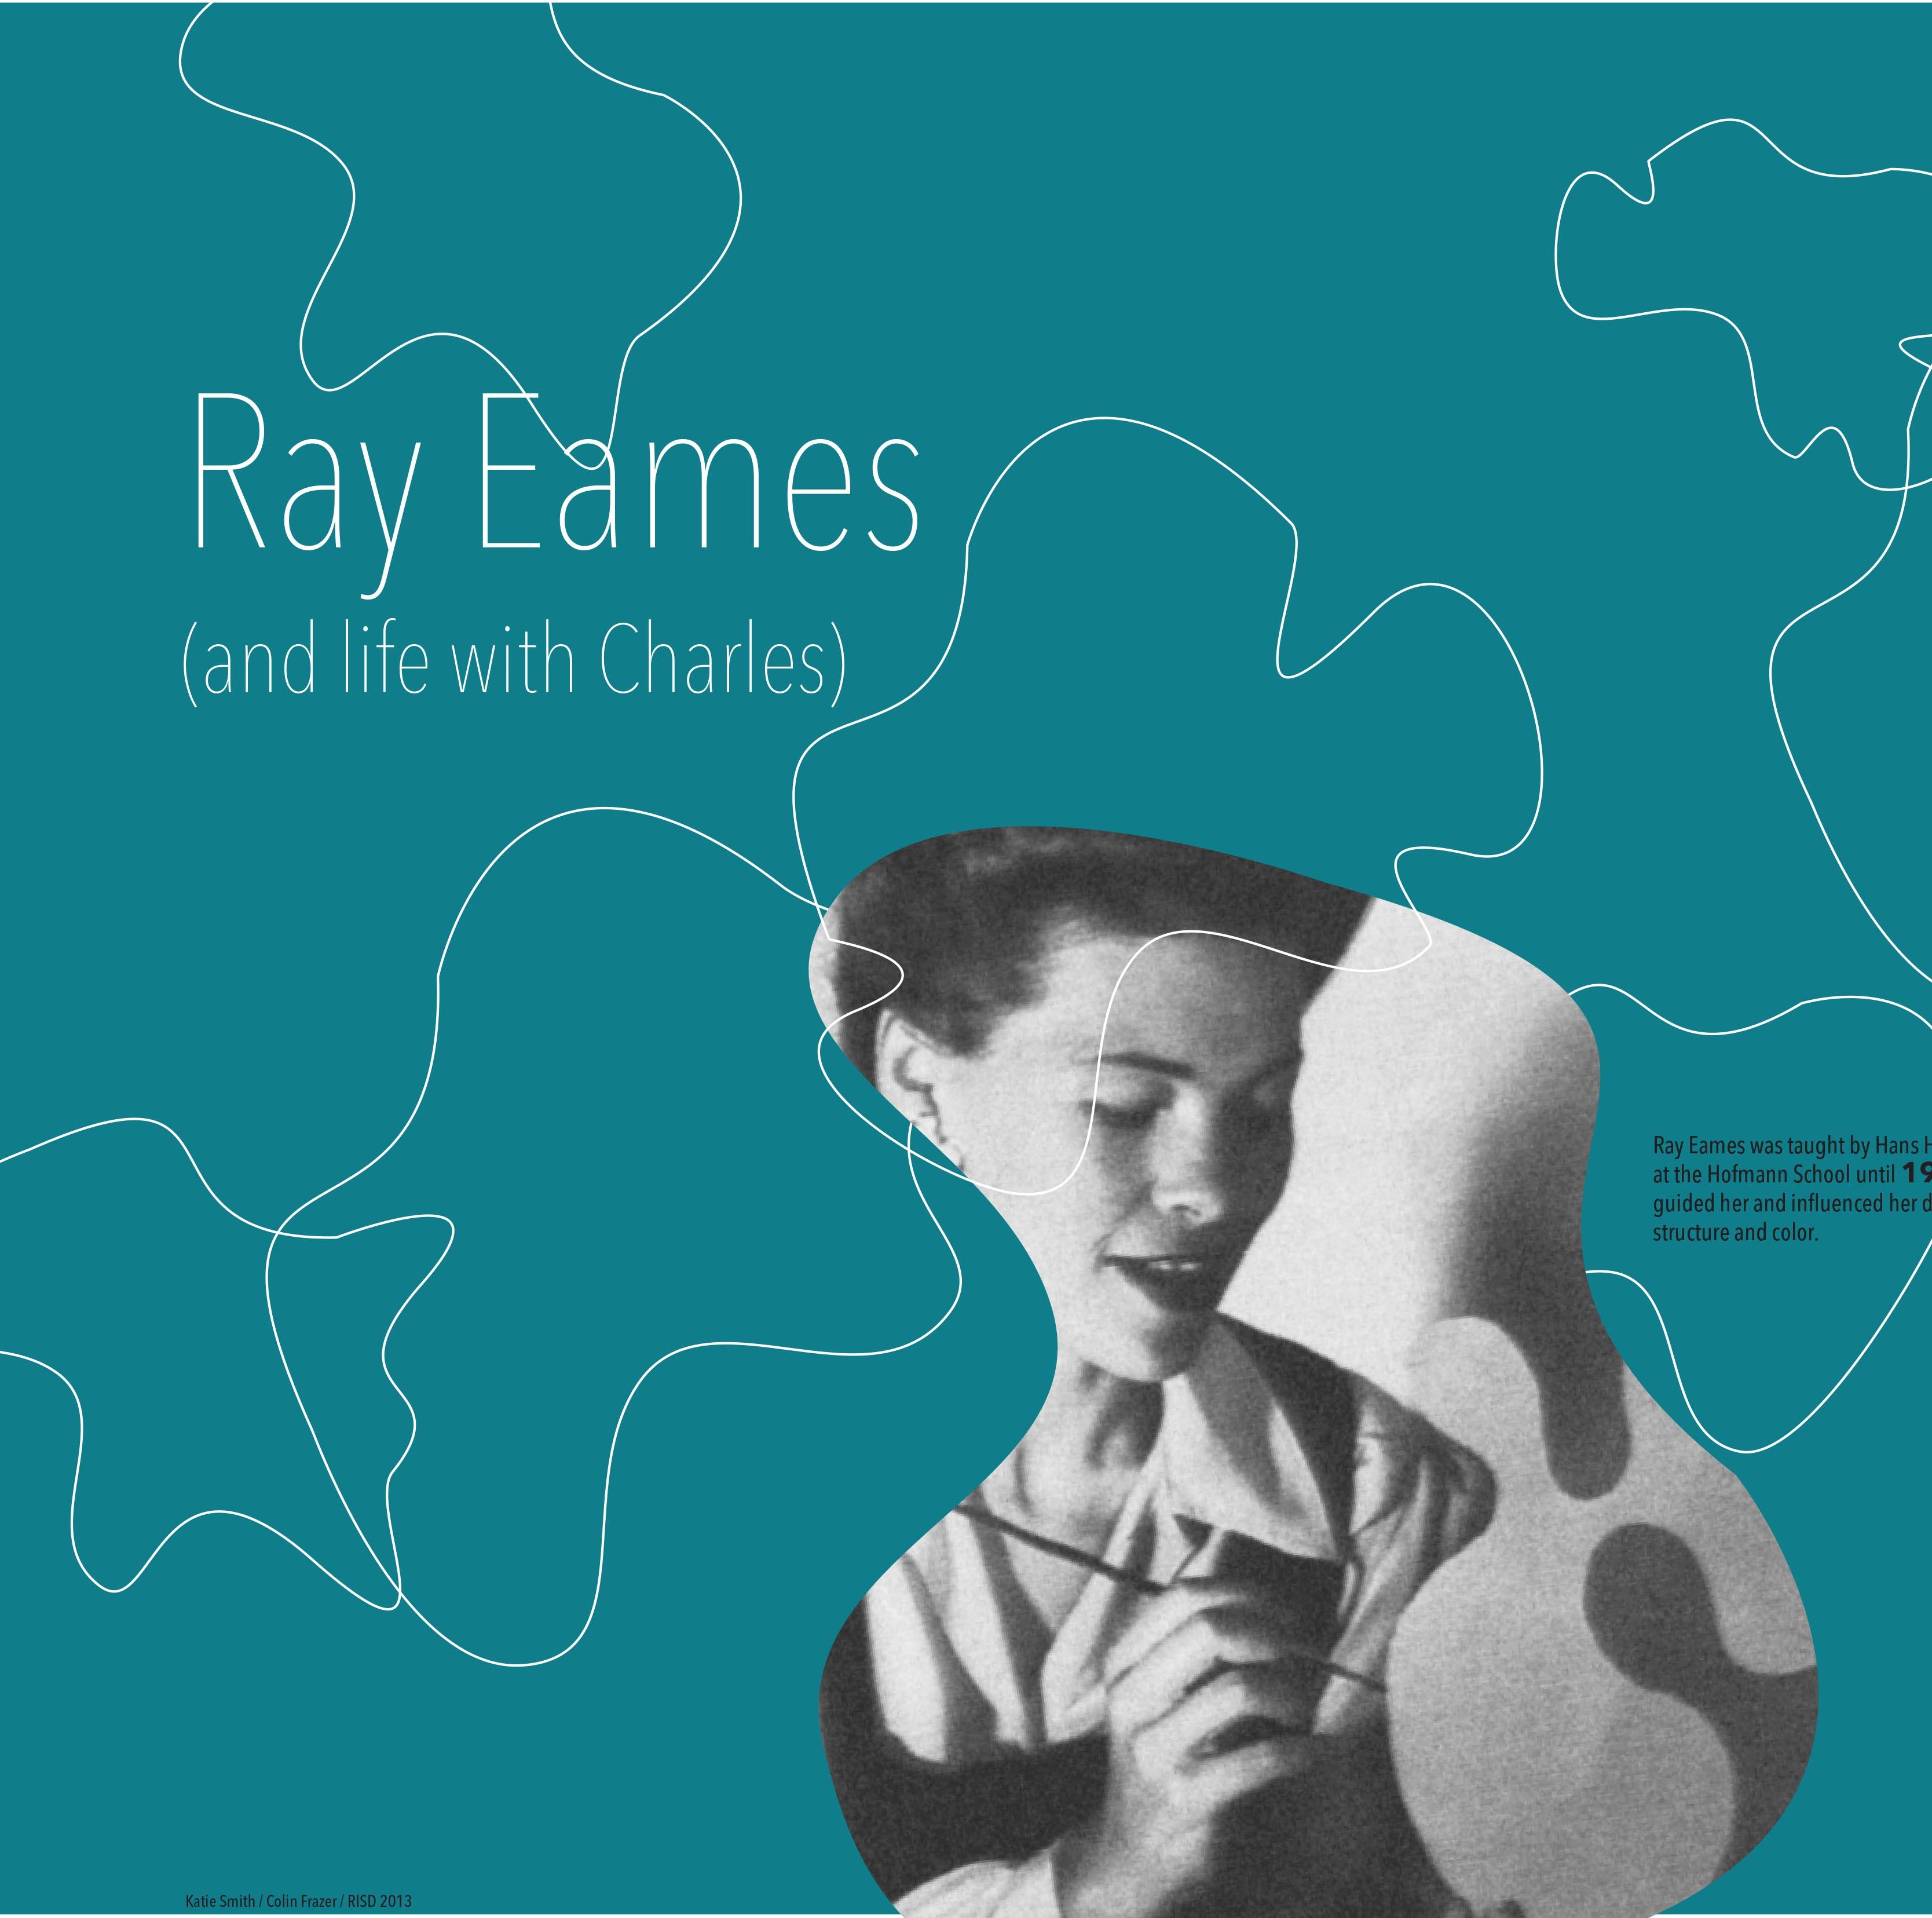 Ray Eames
(and life with Charles)
Ray Eames was taught by Hans
at the Hofmann School until
guided her and influenced her
structure and color.
Katie Smith / Colin Frazer / RISD 2013